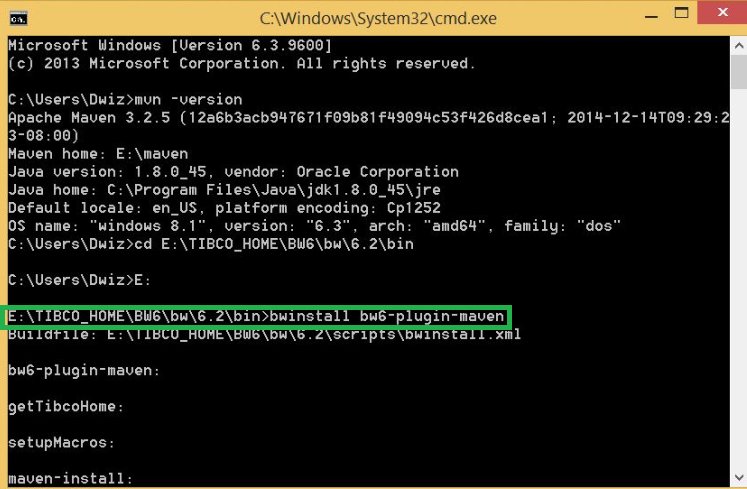 C:\Windows\System32\cmd.exe
Microsoft Windows [Version 6.3.9600]
(c) 2013 Microsoft Corporation. All rights reserved.
C:\Users\Dwiz>mvn -version
Apache Maven 3.2.5 (12a6b3acb947671f09b81f49094c53f426d8cea1; 2014-12-14T09:29:2
3-08:00)
Maven home: E:\maven
Java version: 1.8.0_45, vendor: Oracle Corporation
Java home: C:\Program Files\Java\jdk1.8.0_45\jre
Default locale: en_US, platform encoding: Cp1252
OS name: "windows 8.1", version: "6.3", arch: "amd64", family: "dos"
C:\Users\Dwiz>cd E:\TIBCO_HOME\BW6\bw\6.2\bin
C:\Users\Dwiz>E:
E:\TIBCO_HOME\BW6\bw\6.2\bin>bwinstall bw6-plugin-maven
Buildfile: E:\TIBCO_HOME\BW6\bw\6.2\scripts\bwinstall.xml
bw6-plugin-maven:
getTibcoHome:
setupMacros:
maven-install: